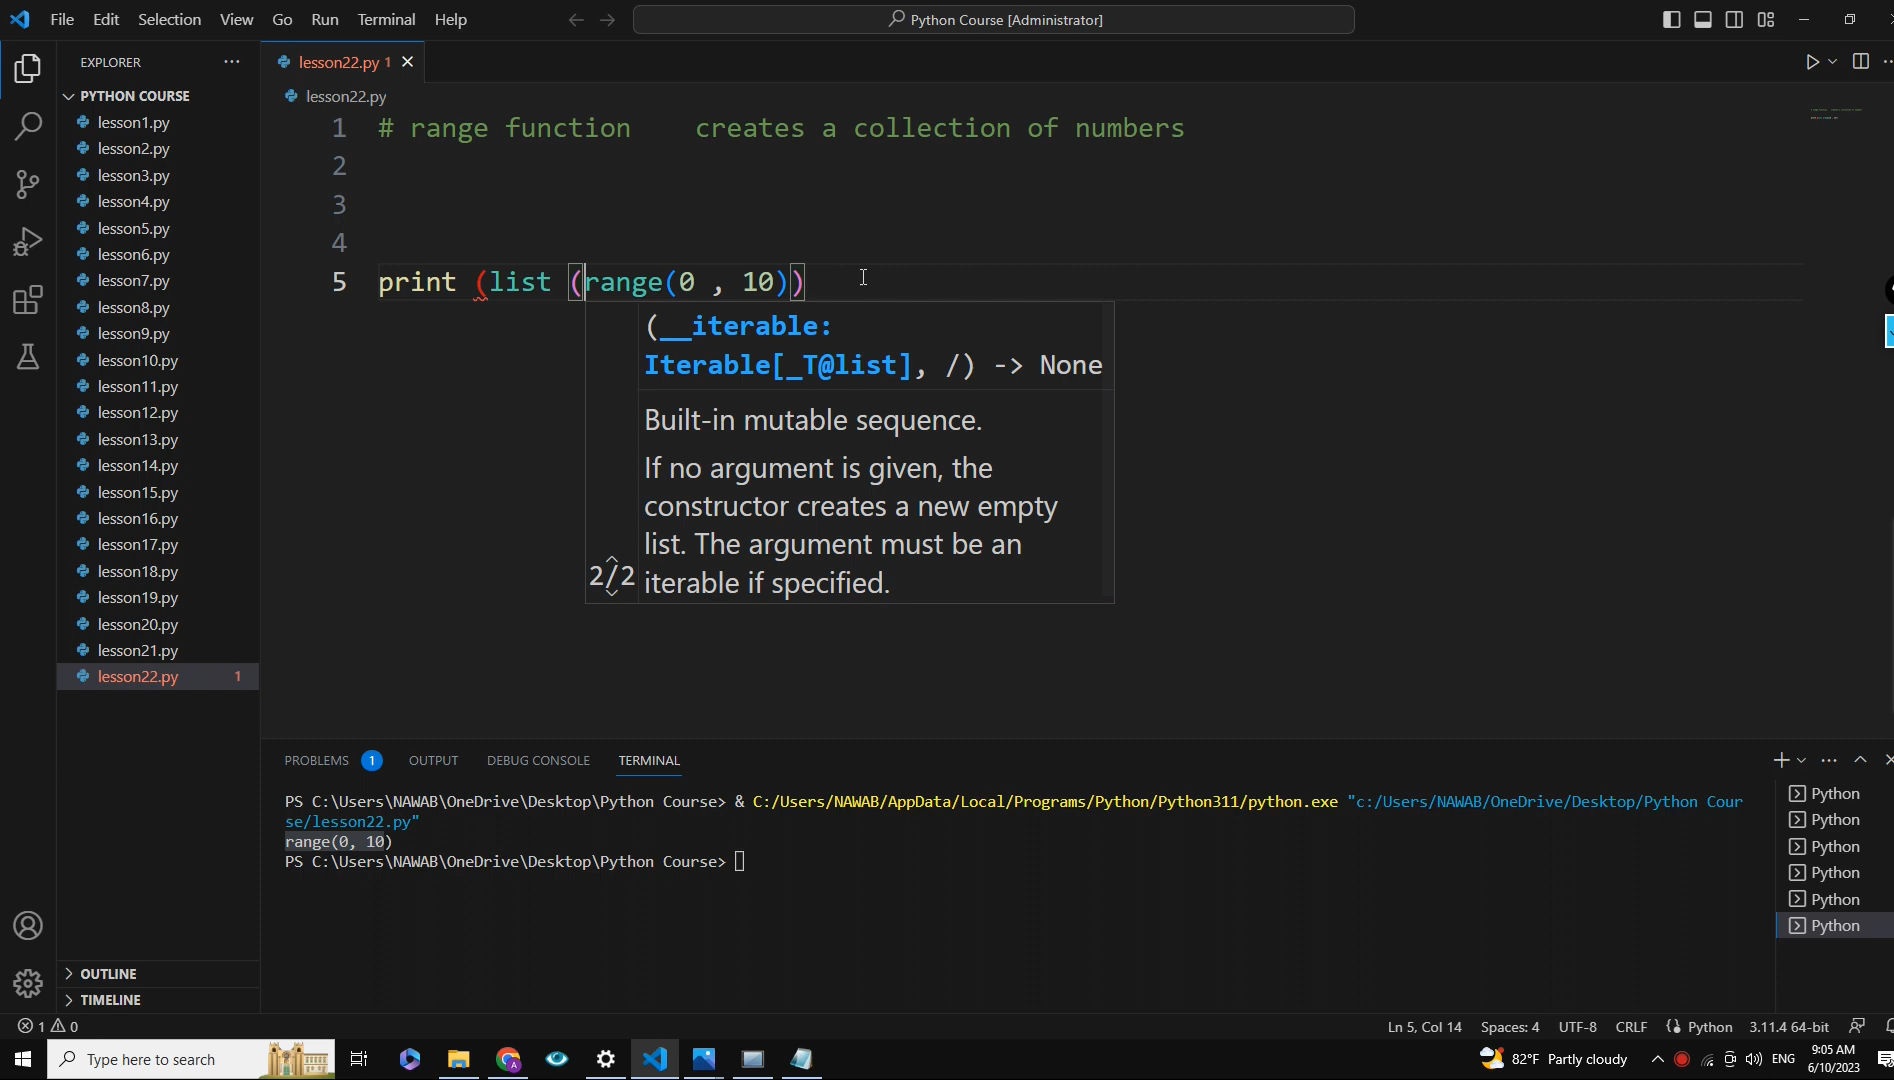 File Edit Selection View Go Run Terminal Help
Python Course [Administrator]
EXPLORER
PYTHON COURSE
lesson1.py
lesson2.py
lesson3.py
lesson4.py
lesson5.py
lesson6.py
lesson7.py
lesson8.py
lesson9.py
lesson10.py
lesson11.py
lesson12.py
lesson13.py
lesson14.py
lesson15.py
lesson16.py
lesson17.py
lesson18.py
lesson19.py
lesson20.py
lesson21.py
lesson22.py 1
OUTLINE
TIMELINE
lesson22.py 1
lesson22.py
1 # range function    creates a collection of numbers
2
3
4
5 print (list (range(0 , 10))
(__iterable:
Iterable[_T@list], /) -> None
Built-in mutable sequence.
If no argument is given, the
constructor creates a new empty
list. The argument must be an
2/2 iterable if specified.
PROBLEMS 1 OUTPUT DEBUG CONSOLE TERMINAL
PS C:\Users\NAWAB\OneDrive\Desktop\Python Course> & C:/Users/NAWAB/AppData/Local/Programs/Python/Python311/python.exe "c:/Users/NAWAB/OneDrive/Desktop/Python Cour
se/lesson22.py"
range(0, 10)
PS C:\Users\NAWAB\OneDrive\Desktop\Python Course>
Python
Python
Python
Python
Python
Python
1 0
Ln 5, Col 14 Spaces: 4 UTF-8 CRLF Python 3.11.4 64-bit
Type here to search
82°F Partly cloudy
ENG
9:05 AM
6/10/2023